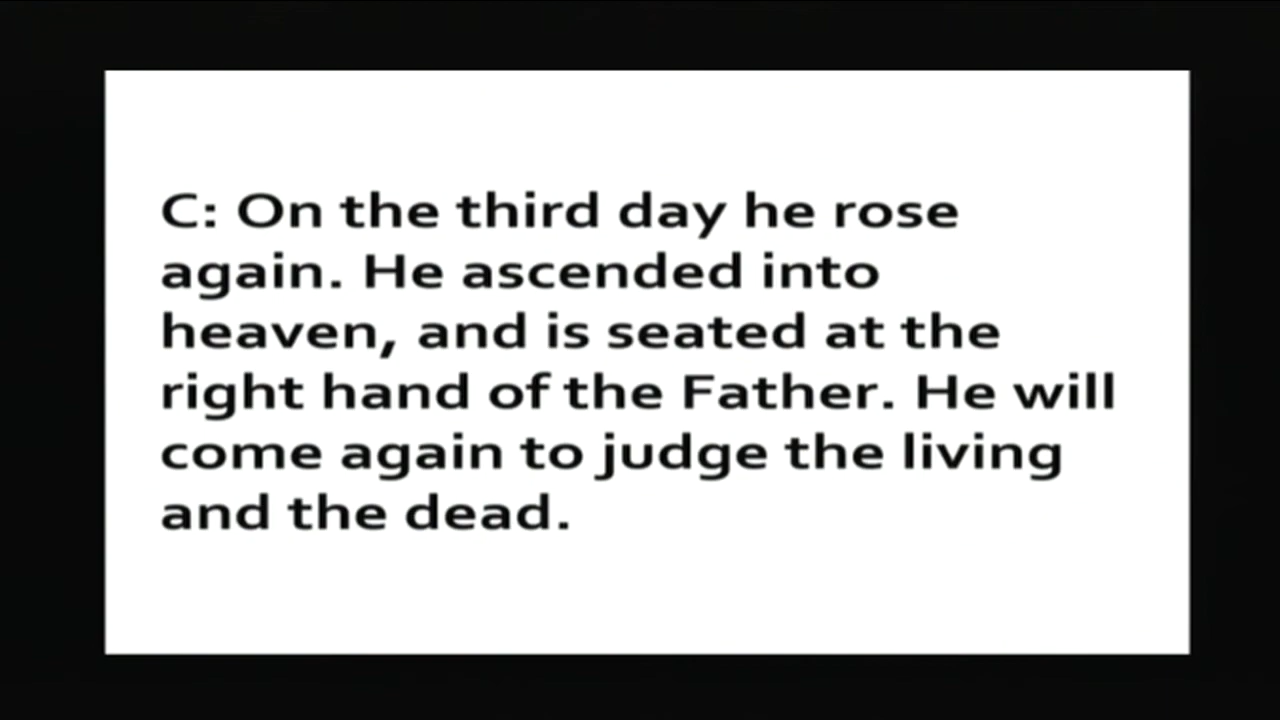 C: On the third day he rose
again. He ascended into
heaven, and is seated at the
right hand of the Father. He will
come again to judge the living
and the dead.